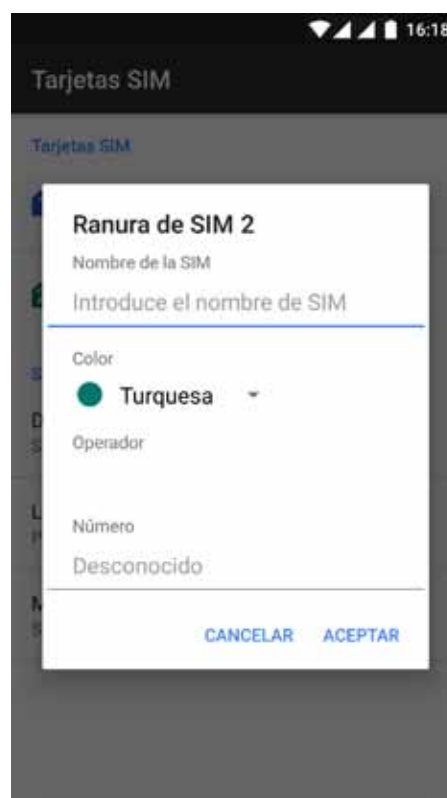 16:18
Tarjetas SIM
Tarjetas SIM
Ranura de SIM 2
Nombre de la SIM
Introduce el nombre de SIM
Color
Turquesa
Operador
Número
Desconocido
CANCELAR ACEPTAR